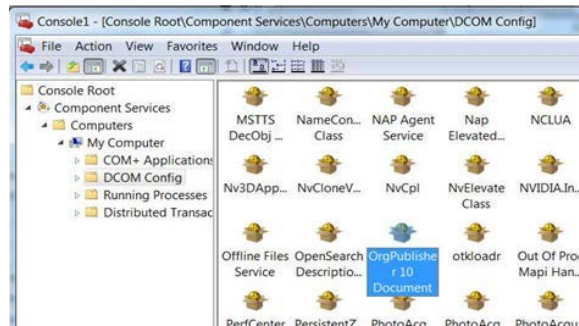 Console1 - [Console Root\Component Services\Computers\My Computer\DCOM Config]
File Action View Favorites Window Help
Console Root
Component Services
Computers
My Computer
COM+ Applications
DCOM Config
Running Processes
Distributed Transac
MSTTS DecObj ...
NameCon... Class
NAP Agent Service
Nap Elevated...
NCLUA
Nv3DApp...
NvCloneV...
NvCpl
NvElevate Class
NVIDIA.In..
Offline Files Service
OpenSearch Descriptio...
OrgPublisher 10 Document
otkloadr
Out Of Pro Mapi Han..
PerfCenter
PersistentZ
PhotoAcq
PhotoAcq
PhotoAcqu